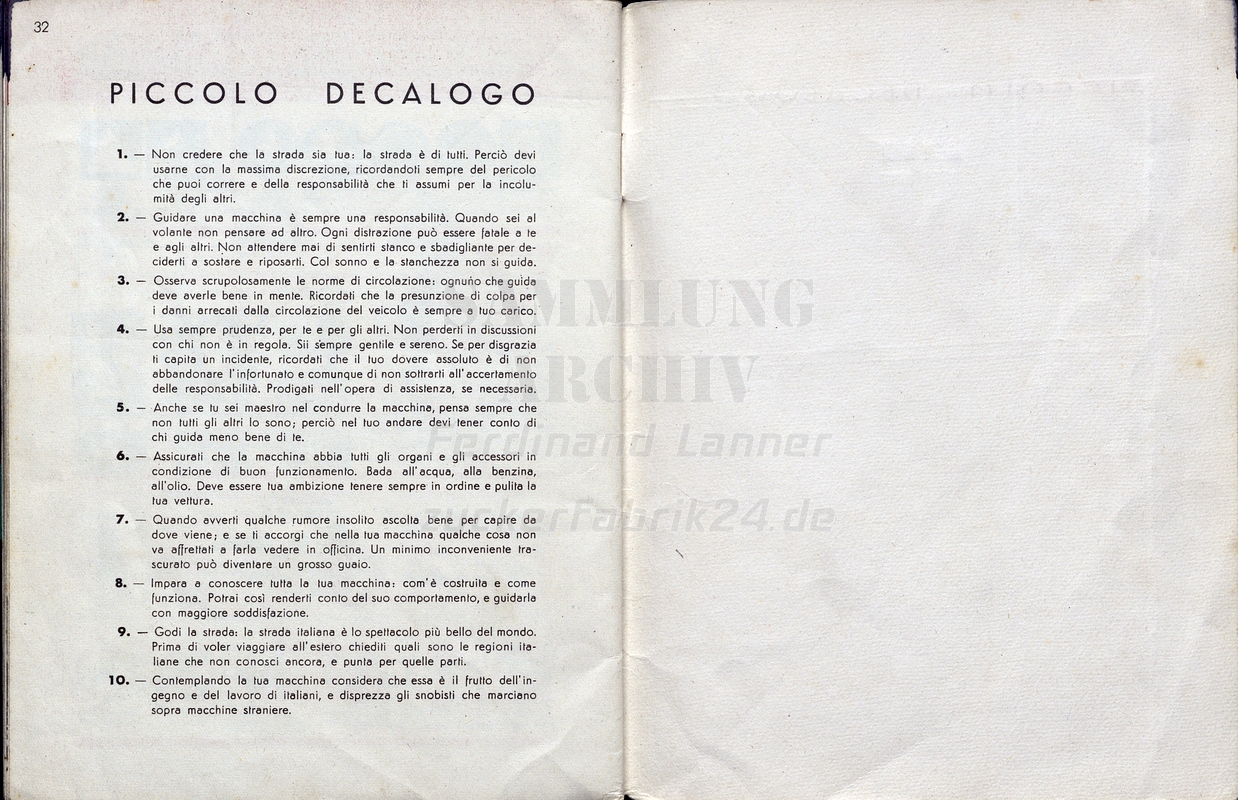 32
PICCOLO DECALOGO
1. — Non credere che la strada sia tua: la strada è di tutti. Perciò devi
usarne con la massima discrezione, ricordandoti sempre del pericolo
che puoi correre e della responsabilità che ti assumi per la incolu-
mità degli altri.
2. — Guidare una macchina è sempre una responsabilità. Quando sei al
volante non pensare ad altro. Ogni distrazione può essere fatale a te
e agli altri. Non attendere mai di sentirti stanco e sbadigliante per de-
ciderti a sostare e riposarti. Col sonno e la stanchezza non si guida.
3. — Osserva scrupolosamente le norme di circolazione: ognuno che guida
deve averle bene in mente. Ricordati che la presunzione di colpa per
i danni arrecati dalla circolazione del veicolo è sempre a tuo carico.
4. — Usa sempre prudenza, per te e per gli altri. Non perderti in discussioni
con chi non è in regola. Sii sempre gentile e sereno. Se per disgrazia
ti capita un incidente, ricordati che il tuo dovere assoluto è di non
abbandonare l'infortunato e comunque di non sottrarti all'accertamento
delle responsabilità. Prodigati nell'opera di assistenza, se necessaria.
5. — Anche se tu sei maestro nel condurre la macchina, pensa sempre che
non tutti gli altri lo sono; perciò nel tuo andare devi tener conto di
chi guida meno bene di te.
6. — Assicurati che la macchina abbia tutti gli organi e gli accessori in
condizione di buon funzionamento. Bada all'acqua, alla benzina,
all'olio. Deve essere tua ambizione tenere sempre in ordine e pulita la
tua vettura.
7. — Quando avverti qualche rumore insolito ascolta bene per capire da
dove viene; e se ti accorgi che nella tua macchina qualche cosa non
va affrettati a farla vedere in officina. Un minimo inconveniente tra-
scurato può diventare un grosso guaio.
8. — Impara a conoscere tutta la tua macchina: com'è costruita e come
funziona. Potrai così renderti conto del suo comportamento, e guidarla
con maggiore soddisfazione.
9. — Godi la strada: la strada italiana è lo spettacolo più bello del mondo.
Prima di voler viaggiare all'estero chiediti quali sono le regioni ita-
liane che non conosci ancora, e punta per quelle parti.
10. — Contemplando la tua macchina considera che essa è il frutto dell'in-
gegno e del lavoro di italiani, e disprezza gli snobisti che marciano
sopra macchine straniere.
SAMMLUNG
ARCHIV
Ferdinand Lanner
zuckerfabrik24.de